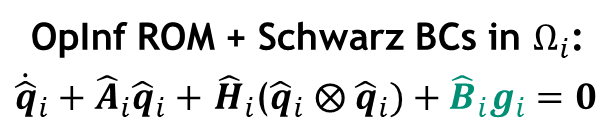 OpInf ROM + Schwarz BCs in Ωᵢ:
q̂̇ᵢ + Âᵢq̂ᵢ + Ĥᵢ(q̂ᵢ ⊗ q̂ᵢ) + B̂ᵢgᵢ = 0